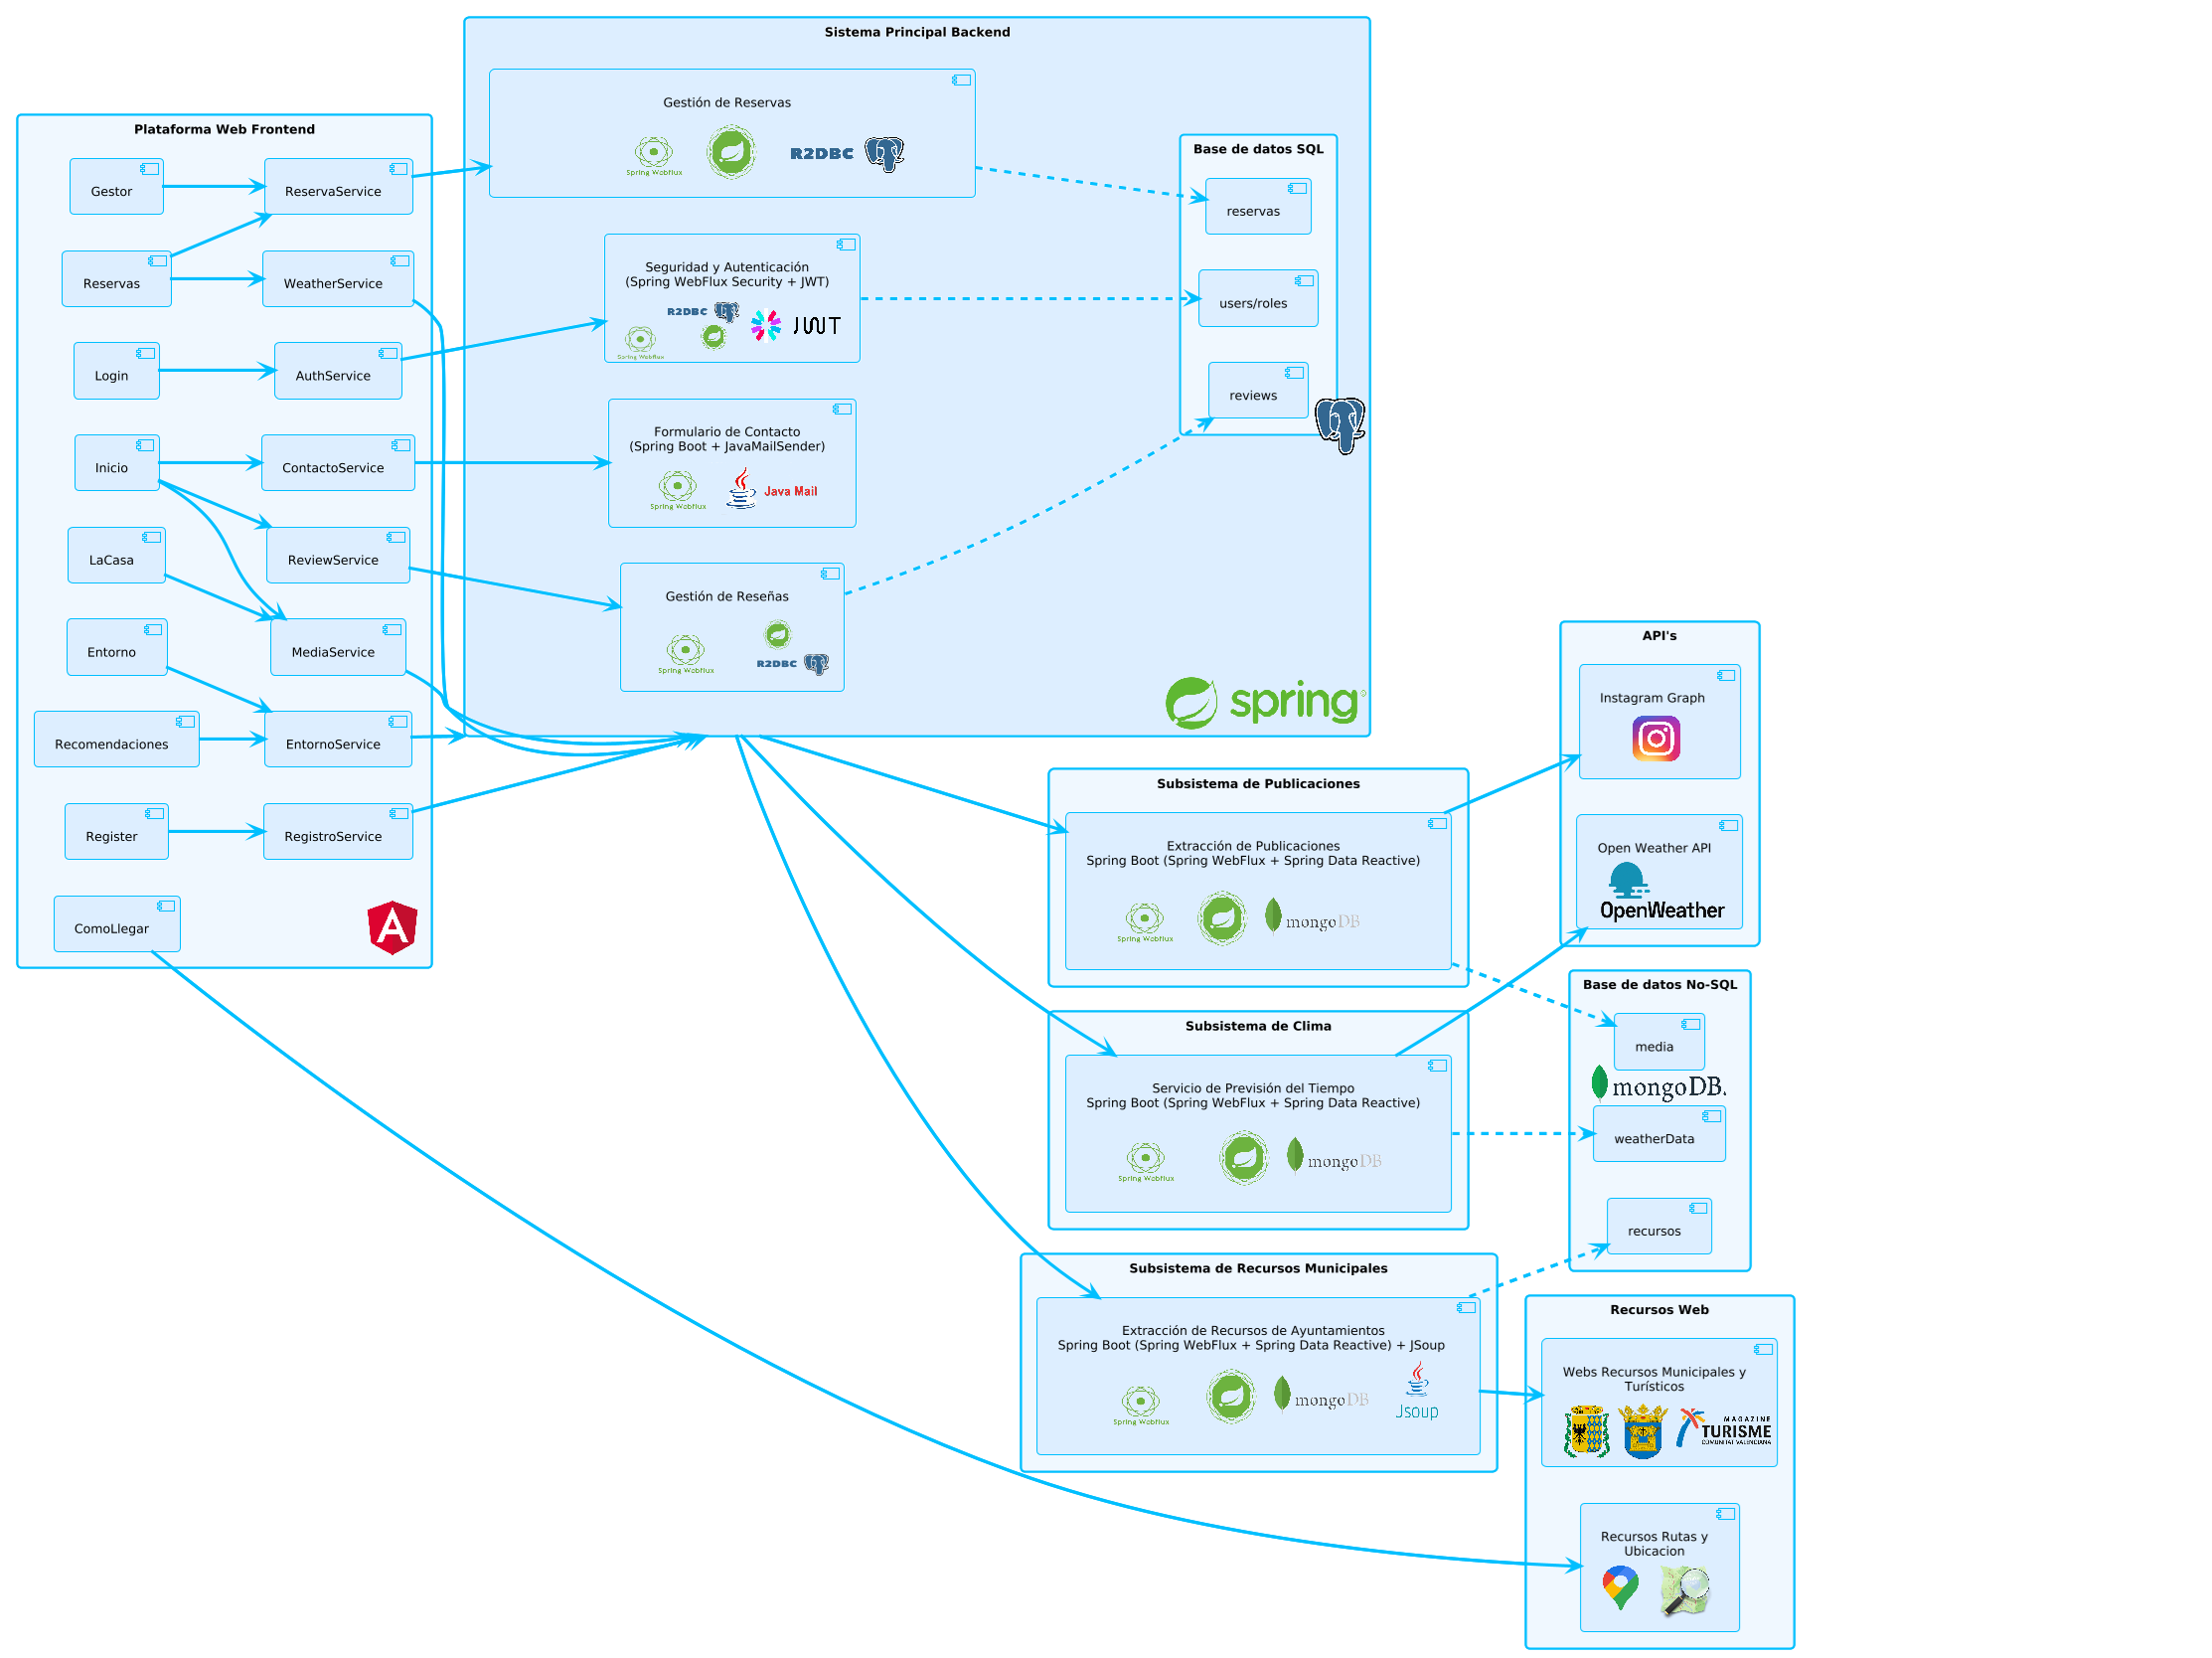 Plataforma Web Frontend
Gestor
Reservas
Login
Inicio
LaCasa
Entorno
Recomendaciones
Register
ComoLlegar
ReservaService
WeatherService
AuthService
ContactoService
ReviewService
MediaService
EntornoService
RegistroService
Sistema Principal Backend
Gestión de Reservas
Spring Webflux
R2DBC
Seguridad y Autenticación
(Spring WebFlux Security + JWT)
R2DBC
Spring Webflux
JWT
Formulario de Contacto
(Spring Boot + JavaMailSender)
Spring Webflux
Java Mail
Gestión de Reseñas
Spring Webflux
R2DBC
Base de datos SQL
reservas
users/roles
reviews
spring
Subsistema de Publicaciones
Extracción de Publicaciones
Spring Boot (Spring WebFlux + Spring Data Reactive)
Spring Webflux
mongoDB
Subsistema de Clima
Servicio de Previsión del Tiempo
Spring Boot (Spring WebFlux + Spring Data Reactive)
Spring Webflux
mongoDB
Subsistema de Recursos Municipales
Extracción de Recursos de Ayuntamientos
Spring Boot (Spring WebFlux + Spring Data Reactive) + JSoup
Spring Webflux
mongoDB
Jsoup
API's
Instagram Graph
Open Weather API
OpenWeather
Base de datos No-SQL
media
mongoDB.
weatherData
recursos
Recursos Web
Webs Recursos Municipales y
Turísticos
MAGAZINE
TURISME
COMUNITAT VALENCIANA
Recursos Rutas y
Ubicacion